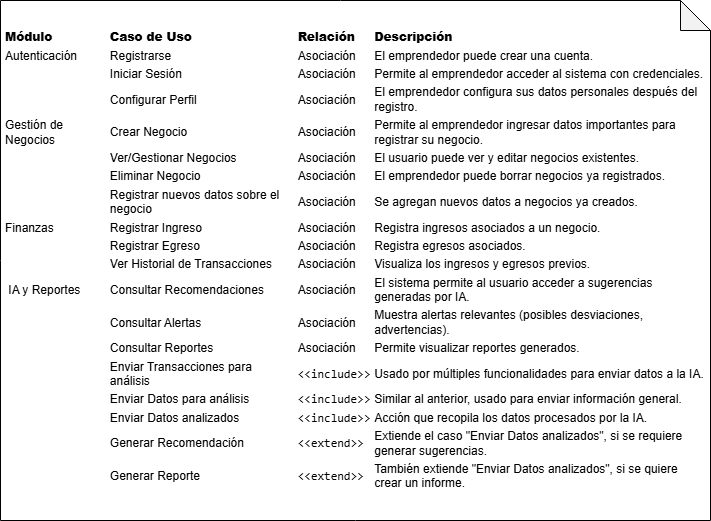 Módulo Caso de Uso Relación Descripción
Autenticación Registrarse Asociación El emprendedor puede crear una cuenta.
Iniciar Sesión Asociación Permite al emprendedor acceder al sistema con credenciales.
Configurar Perfil Asociación El emprendedor configura sus datos personales después del
registro.
Gestión de
Negocios Crear Negocio Asociación Permite al emprendedor ingresar datos importantes para
registrar su negocio.
Ver/Gestionar Negocios Asociación El usuario puede ver y editar negocios existentes.
Eliminar Negocio Asociación El emprendedor puede borrar negocios ya registrados.
Registrar nuevos datos sobre el
negocio Asociación Se agregan nuevos datos a negocios ya creados.
Finanzas Registrar Ingreso Asociación Registra ingresos asociados a un negocio.
Registrar Egreso Asociación Registra egresos asociados.
Ver Historial de Transacciones Asociación Visualiza los ingresos y egresos previos.
IA y Reportes Consultar Recomendaciones Asociación El sistema permite al usuario acceder a sugerencias
generadas por IA.
Consultar Alertas Asociación Muestra alertas relevantes (posibles desviaciones,
advertencias).
Consultar Reportes Asociación Permite visualizar reportes generados.
Enviar Transacciones para
análisis <<include>> Usado por múltiples funcionalidades para enviar datos a la IA.
Enviar Datos para análisis <<include>> Similar al anterior, usado para enviar información general.
Enviar Datos analizados <<include>> Acción que recopila los datos procesados por la IA.
Generar Recomendación <<extend>> Extiende el caso "Enviar Datos analizados", si se requiere
generar sugerencias.
Generar Reporte <<extend>> También extiende "Enviar Datos analizados", si se quiere
crear un informe.